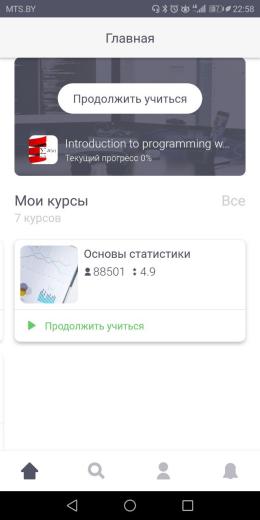 MTS.BY 22:58
Главная
Продолжить учиться
Introduction to programming w...
Текущий прогресс 0%
Мои курсы Все
7 курсов
Основы статистики
88501 4.9
Продолжить учиться